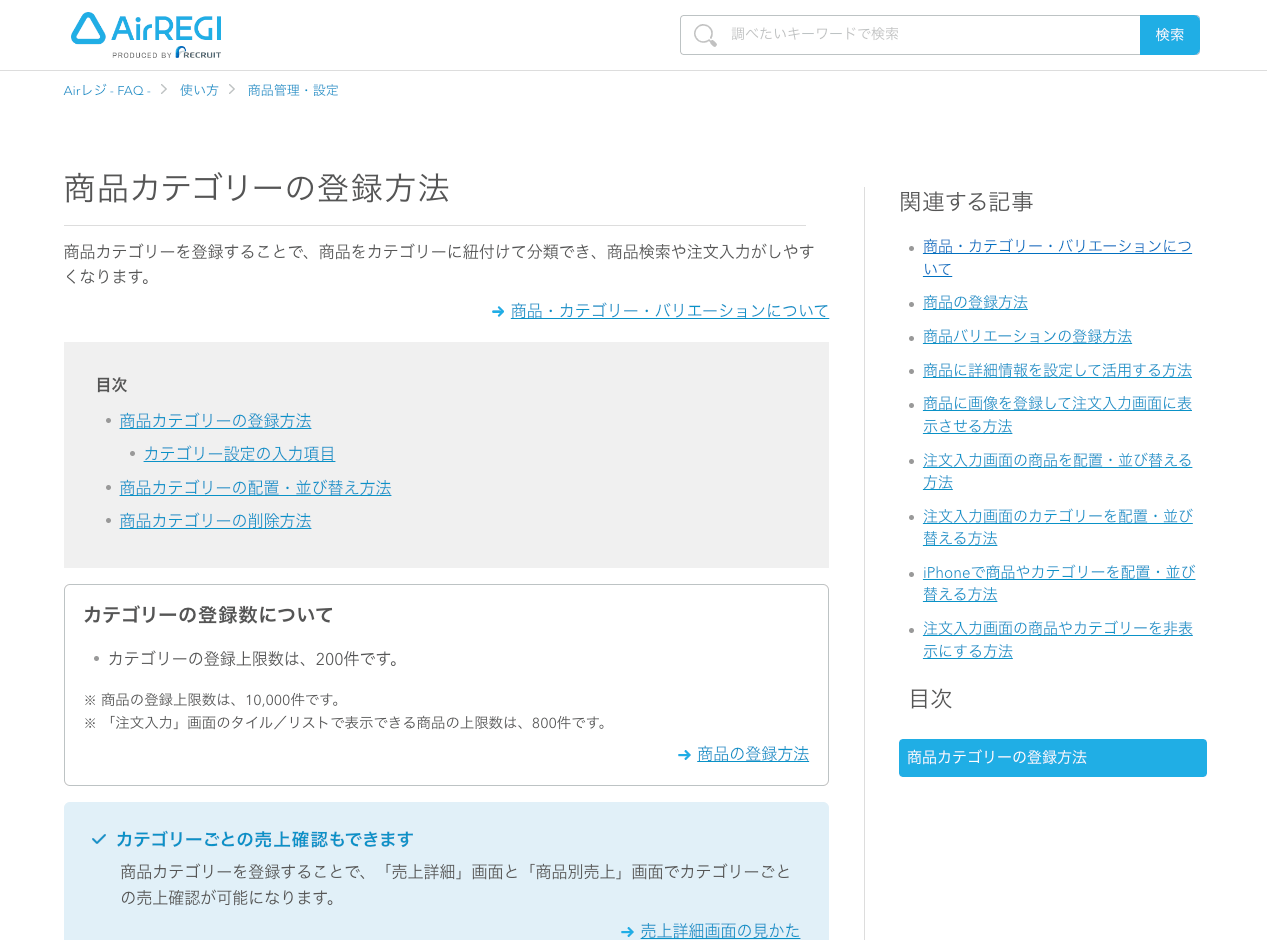 AirREGI
PRODUCED BY RECRUIT
調べたいキーワードで検索
検索
Airレジ - FAQ -
使い方
商品管理・設定
商品カテゴリーの登録方法
商品カテゴリーを登録することで、商品をカテゴリーに紐付けて分類でき、商品検索や注文入力がしやす
くなります。
商品・カテゴリー・バリエーションについて
目次
商品カテゴリーの登録方法
カテゴリー設定の入力項目
商品カテゴリーの配置・並び替え方法
商品カテゴリーの削除方法
カテゴリーの登録数について
カテゴリーの登録上限数は、200件です。
※ 商品の登録上限数は、10,000件です。
※ 「注文入力」画面のタイル／リストで表示できる商品の上限数は、800件です。
商品の登録方法
カテゴリーごとの売上確認もできます
商品カテゴリーを登録することで、「売上詳細」画面と「商品別売上」画面でカテゴリーごと
の売上確認が可能になります。
売上詳細画面の見かた
関連する記事
商品・カテゴリー・バリエーションにつ
いて
商品の登録方法
商品バリエーションの登録方法
商品に詳細情報を設定して活用する方法
商品に画像を登録して注文入力画面に表
示させる方法
注文入力画面の商品を配置・並び替える
方法
注文入力画面のカテゴリーを配置・並び
替える方法
iPhoneで商品やカテゴリーを配置・並び
替える方法
注文入力画面の商品やカテゴリーを非表
示にする方法
目次
商品カテゴリーの登録方法